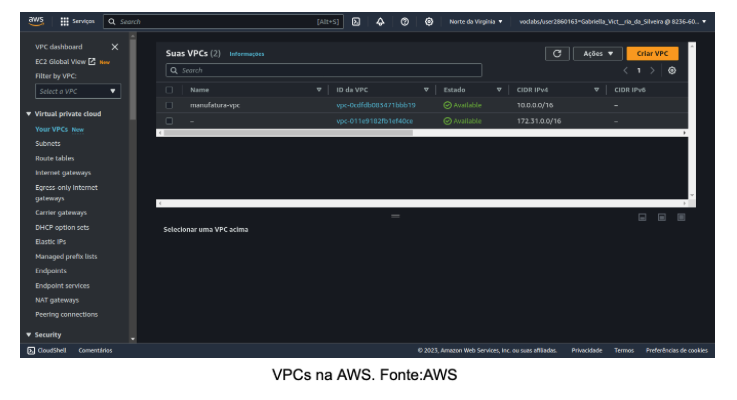 aws Serviços Search [Alt+S] Norte da Virgínia voclabs/user2860163=Gabriella_Vict__ria_da_Silveira @ 8236-60...
VPC dashboard
EC2 Global View New
Filter by VPC:
Select a VPC
Virtual private cloud
Your VPCs New
Subnets
Route tables
Internet gateways
Egress-only internet
gateways
Carrier gateways
DHCP option sets
Elastic IPs
Managed prefix lists
Endpoints
Endpoint services
NAT gateways
Peering connections
Security
Suas VPCs (2) Informações Ações Criar VPC
Search 1
Name ID da VPC Estado CIDR IPv4 CIDR IPv6
manufatura-vpc Available 10.0.0.0/16 –
– vpc-011e9182fb1ef40ce Available 172.31.0.0/16 –
Selecionar uma VPC acima
CloudShell Comentários © 2023, Amazon Web Services, Inc. ou suas afiliadas. Privacidade Termos Preferências de cookies
VPCs na AWS. Fonte:AWS